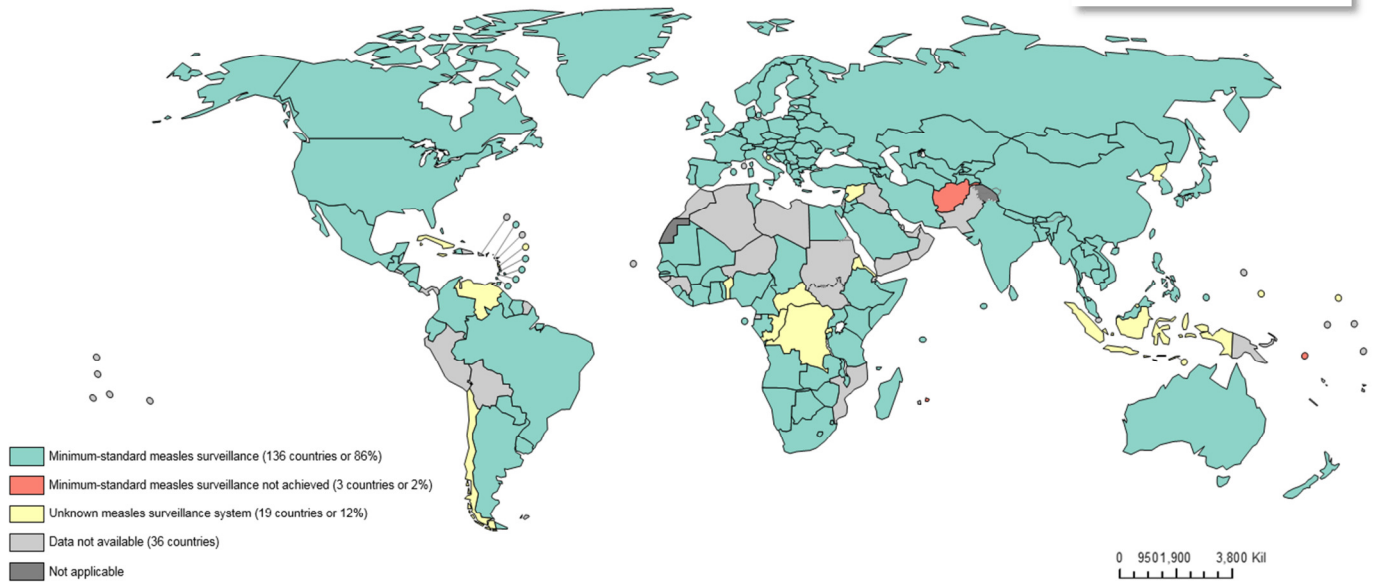 Minimum-standard measles surveillance (136 countries or 86%)
Minimum-standard measles surveillance not achieved (3 countries or 2%)
Unknown measles surveillance system (19 countries or 12%)
Data not available (36 countries)
Not applicable
0 9501,900 3,800 Kil